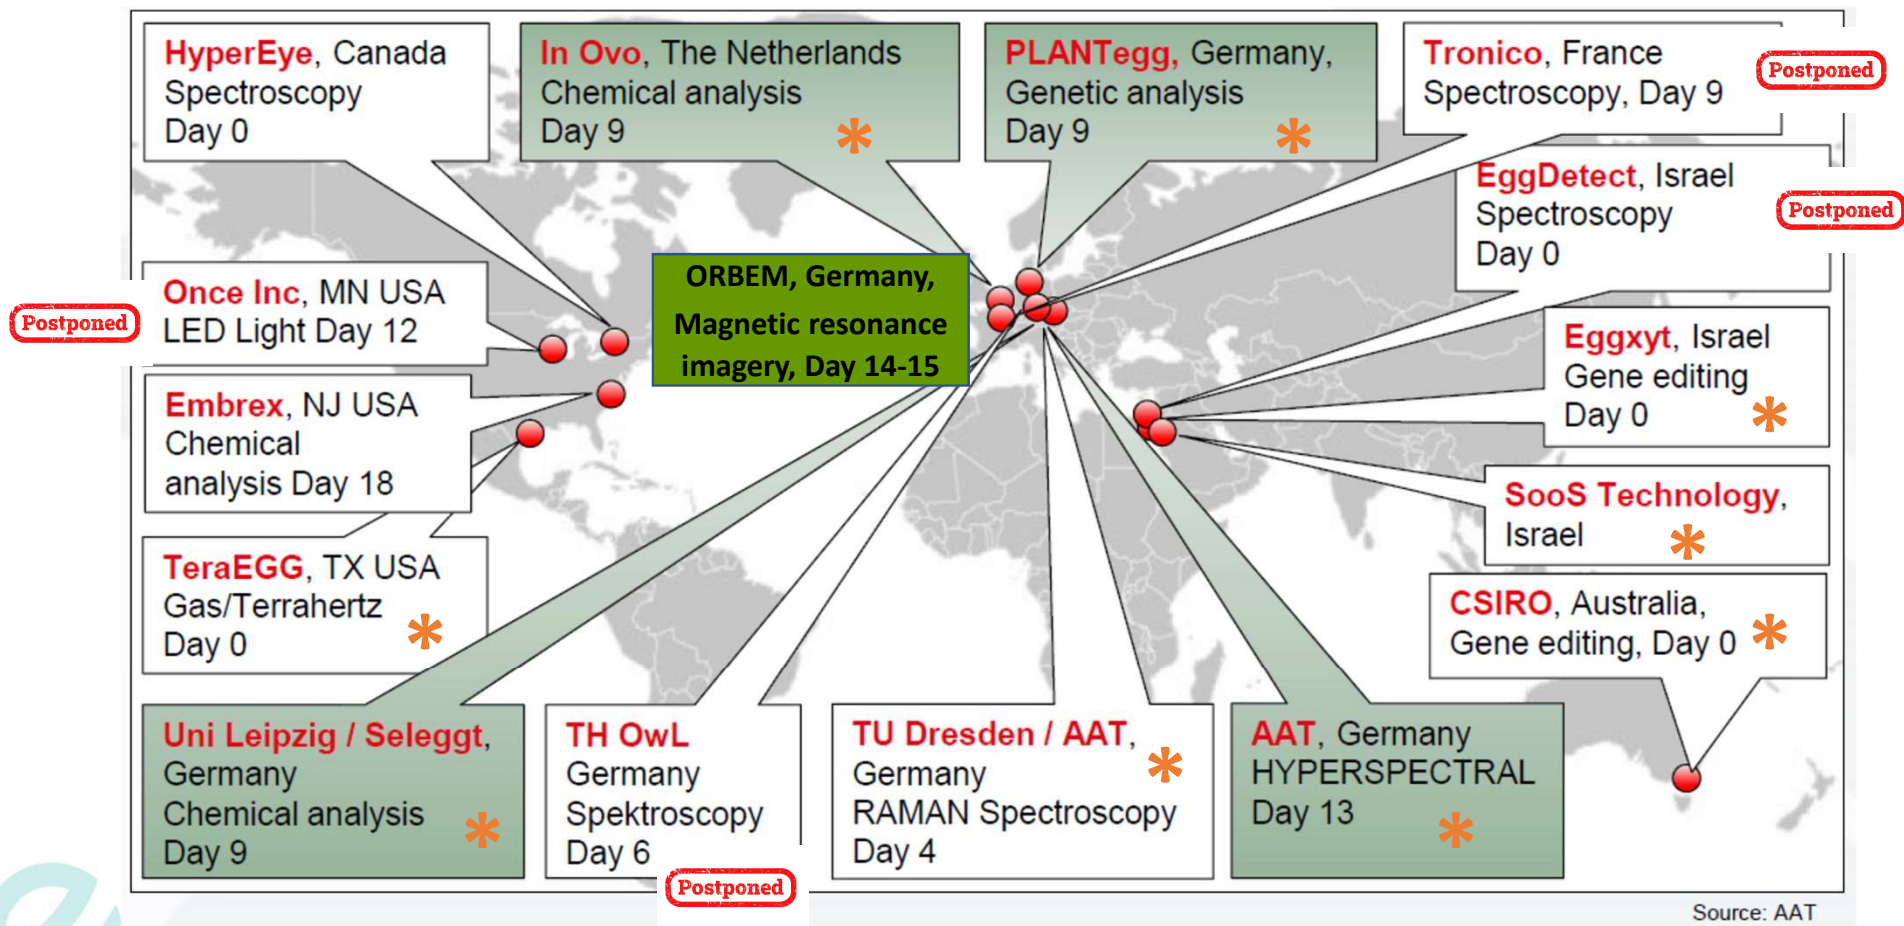 HyperEye, Canada
Spectroscopy
Day 0
In Ovo, The Netherlands
Chemical analysis
Day 9
*
PLANTegg, Germany,
Genetic analysis
Day 9
*
Tronico, France
Spectroscopy, Day 9
Postponed
EggDetect, Israel
Spectroscopy
Day 0
Postponed
Once Inc, MN USA
LED Light Day 12
Postponed
ORBEM, Germany,
Magnetic resonance
imagery, Day 14-15
Eggxyt, Israel
Gene editing
Day 0
*
Embrex, NJ USA
Chemical
analysis Day 18
SooS Technology,
Israel
*
TeraEGG, TX USA
Gas/Terrahertz
Day 0
*
CSIRO, Australia,
Gene editing, Day 0
*
Uni Leipzig / Seleggt,
Germany
Chemical analysis
Day 9
*
TH OwL
Germany
Spektroscopy
Day 6
Postponed
TU Dresden / AAT,
Germany
RAMAN Spectroscopy
Day 4
*
AAT, Germany
HYPERSPECTRAL
Day 13
*
Source: AAT